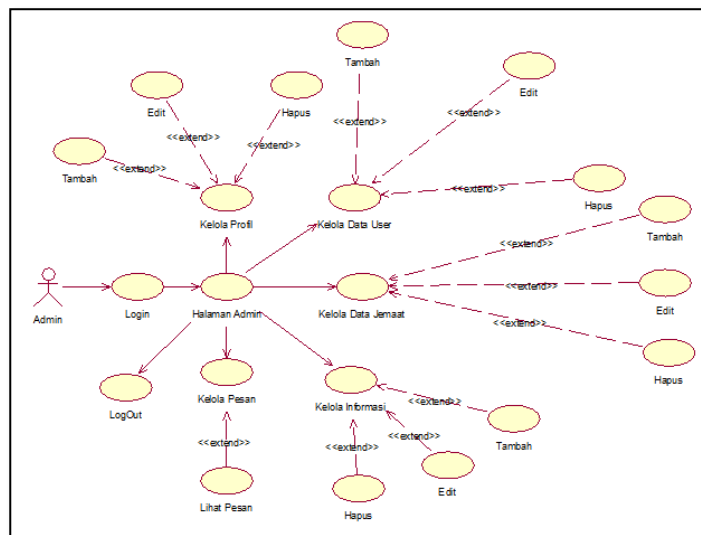 Tambah
Edit
Edit
Hapus
<<extend>>
<<extend>>
<<extend>>
<<extend>>
Tambah
<<extend>>
<<extend>>
Hapus
Kelola Profil
Kelola Data User
Tambah
<<extend>>
Admin
Login
Halaman Admin
Kelola Data Jemaat
<<extend>>
Edit
<<extend>>
Hapus
LogOut
Kelola Pesan
Kelola Informasi
<<extend>>
Tambah
<<extend>>
<<extend>>
<<extend>>
Lihat Pesan
Hapus
Edit